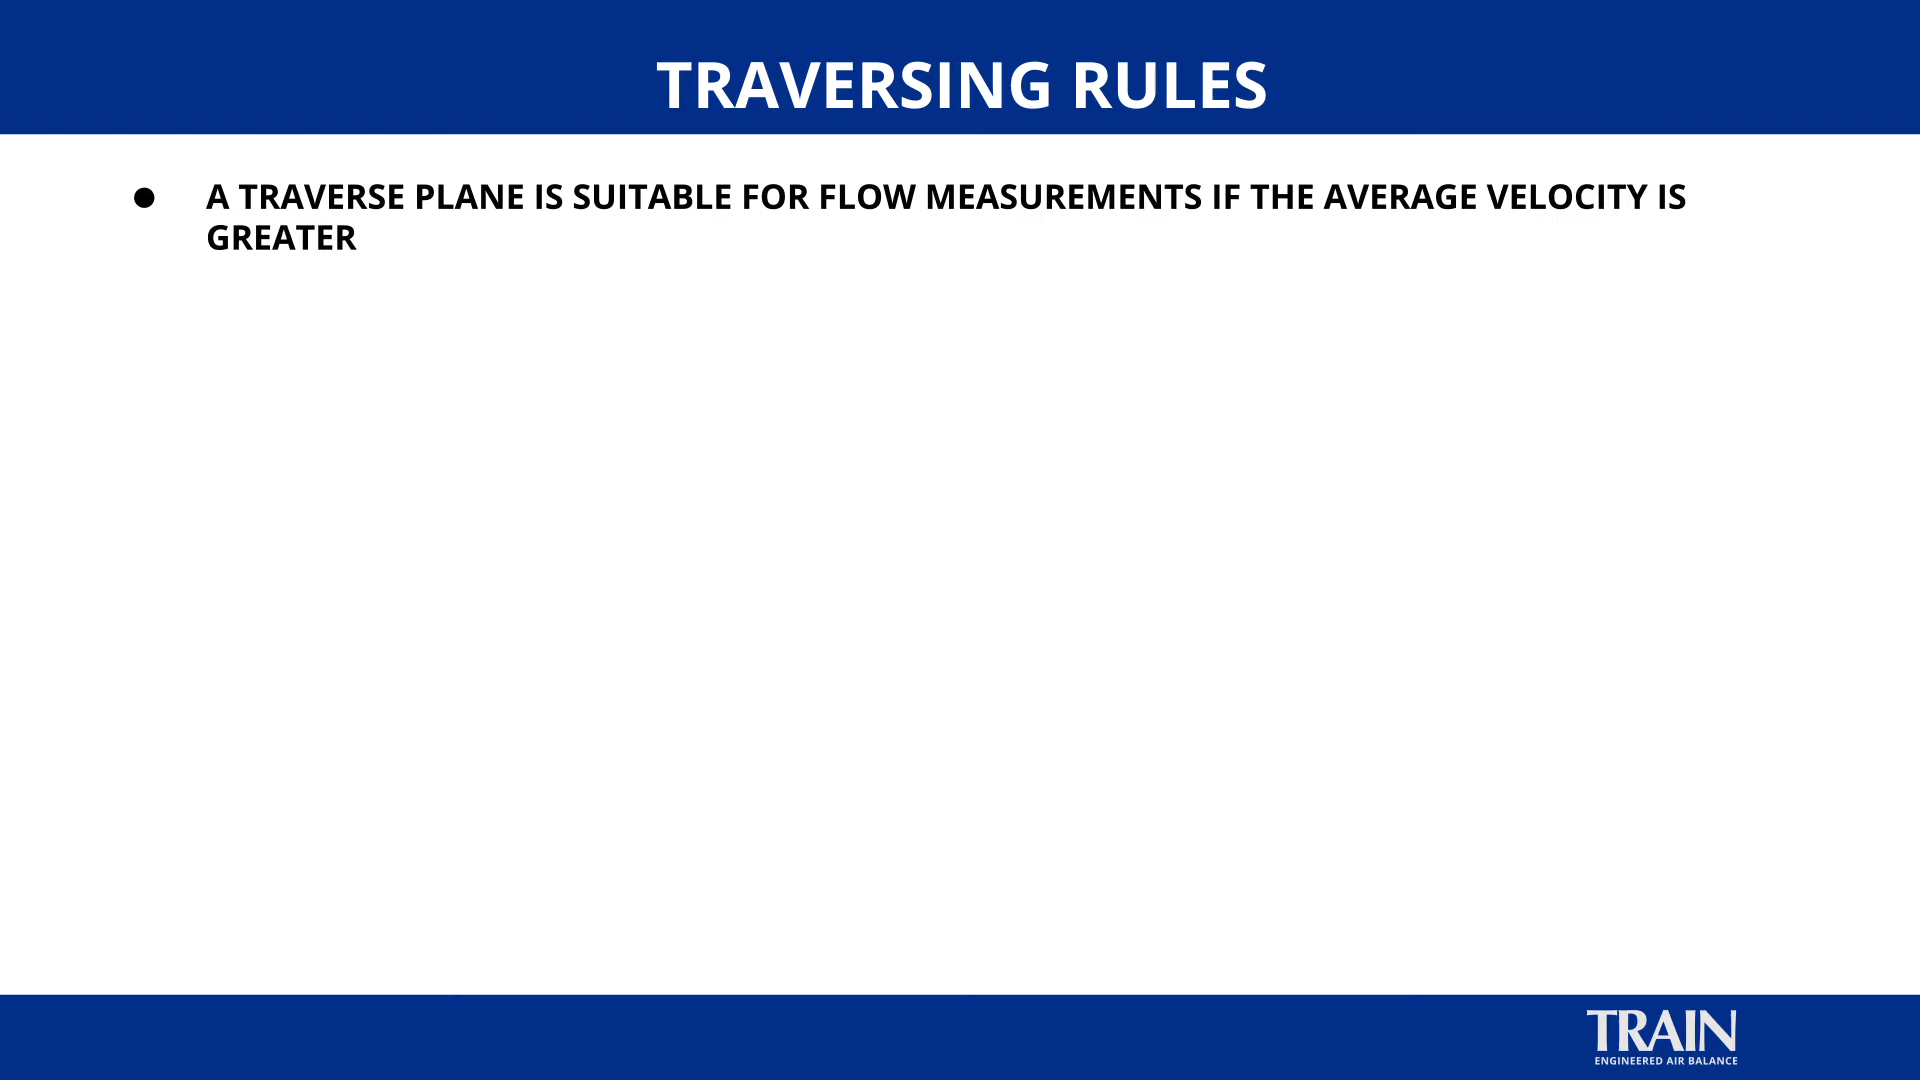 TRAVERSING RULES
● A TRAVERSE PLANE IS SUITABLE FOR FLOW MEASUREMENTS IF THE AVERAGE VELOCITY IS
GREATER
TRAIN
ENGINEERED AIR BALANCE